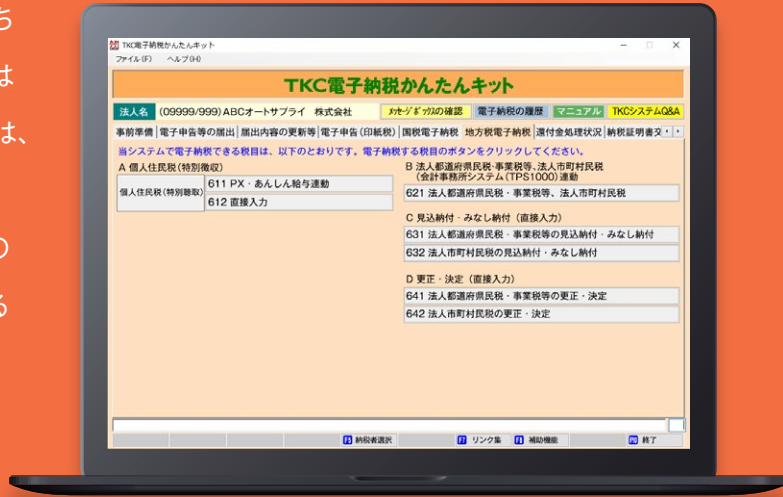 ち
は
は、
の
る
TKC電子納税かんたんキット
ファイル(F) ヘルプ(H)
TKC電子納税かんたんキット
法人名 (09999/999) ABCオートサプライ 株式会社 メッセージボックスの確認 電子納税の履歴 マニュアル TKCシステムQ&A
事前準備 電子申告等の届出 届出内容の更新等 電子申告(印紙税) 国税電子納税 地方税電子納税 還付金処理状況 納税証明書交
当システムで電子納税できる税目は、以下のとおりです。電子納税する税目のボタンをクリックしてください。
A 個人住民税(特別徴収)
個人住民税(特別聴取)
611 PX・あんしん給与連動
612 直接入力
B 法人都道府県民税・事業税等、法人市町村民税
(会計事務所システム(TPS1000)連動
621 法人都道府県民税・事業税等、法人市町村民税
C 見込納付・みなし納付(直接入力)
631 法人都道府県民税・事業税等の見込納付・みなし納付
632 法人市町村民税の見込納付・みなし納付
D 更正・決定(直接入力)
641 法人都道府県民税・事業税等の更正・決定
642 法人市町村民税の更正・決定
納税者選択 F7 リンク集 補助機能 終了